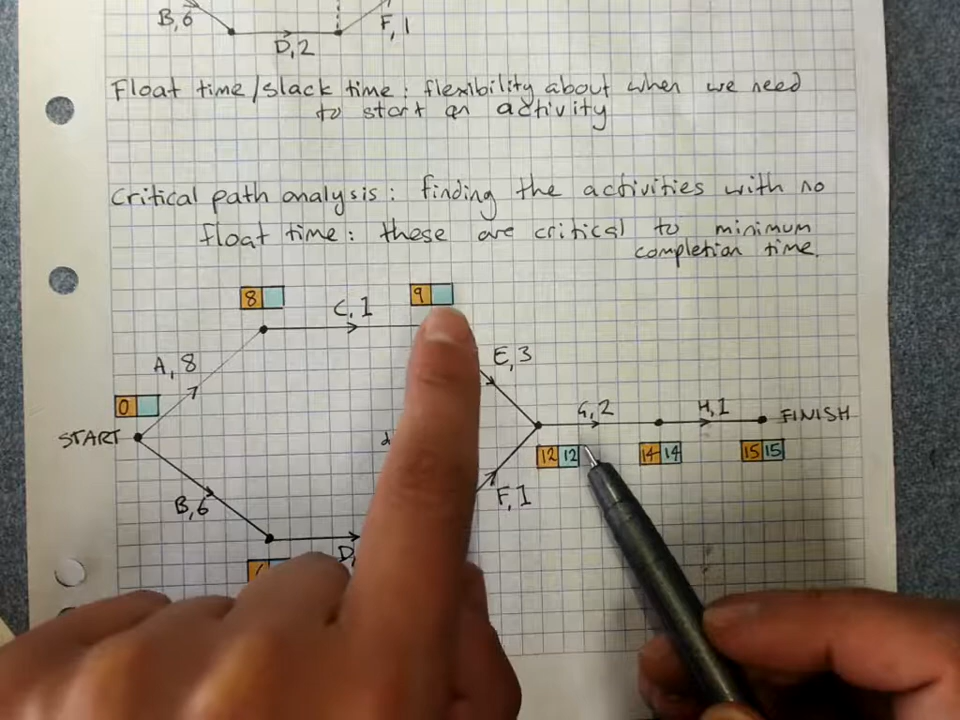 B,6
D,2
F,1
Float time/slack time: flexibility about when we need
to start an activity
Critical path analysis: finding the activities with no
float time: these are critical to minimum
completion time.
8
9
C,1
A,8
E,3
0
G,2
H,1
FINISH
START
12 12
14 14
15 15
B,6
F,1
D,